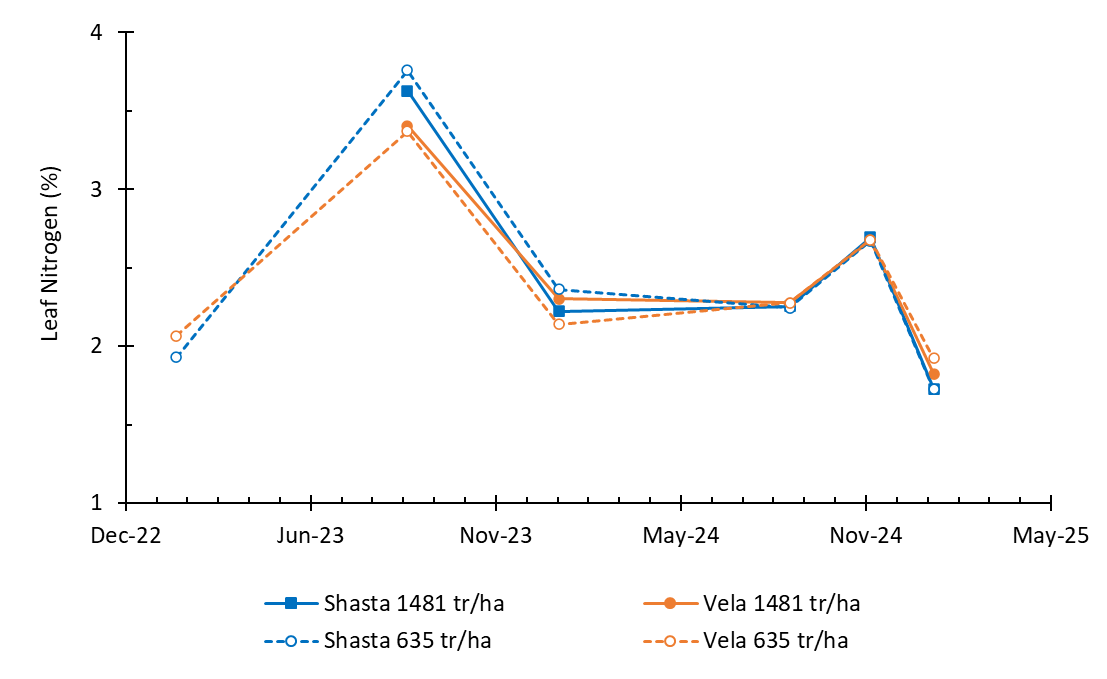 4
3
2
1
Leaf Nitrogen (%)
Dec-22 Jun-23 Nov-23 May-24 Nov-24 May-25
Shasta 1481 tr/ha Vela 1481 tr/ha
Shasta 635 tr/ha Vela 635 tr/ha